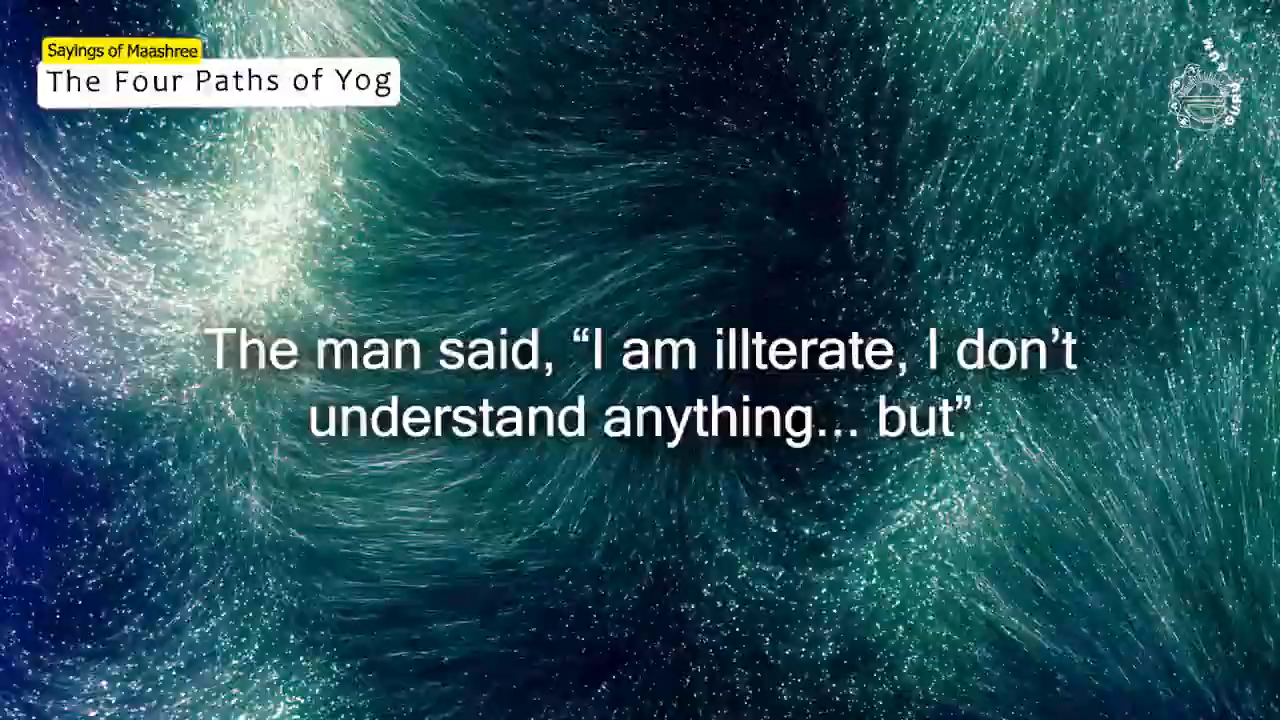 Sayings of Maashree
The Four Paths of Yog
The man said, “I am illterate, I don’t
understand anything... but”